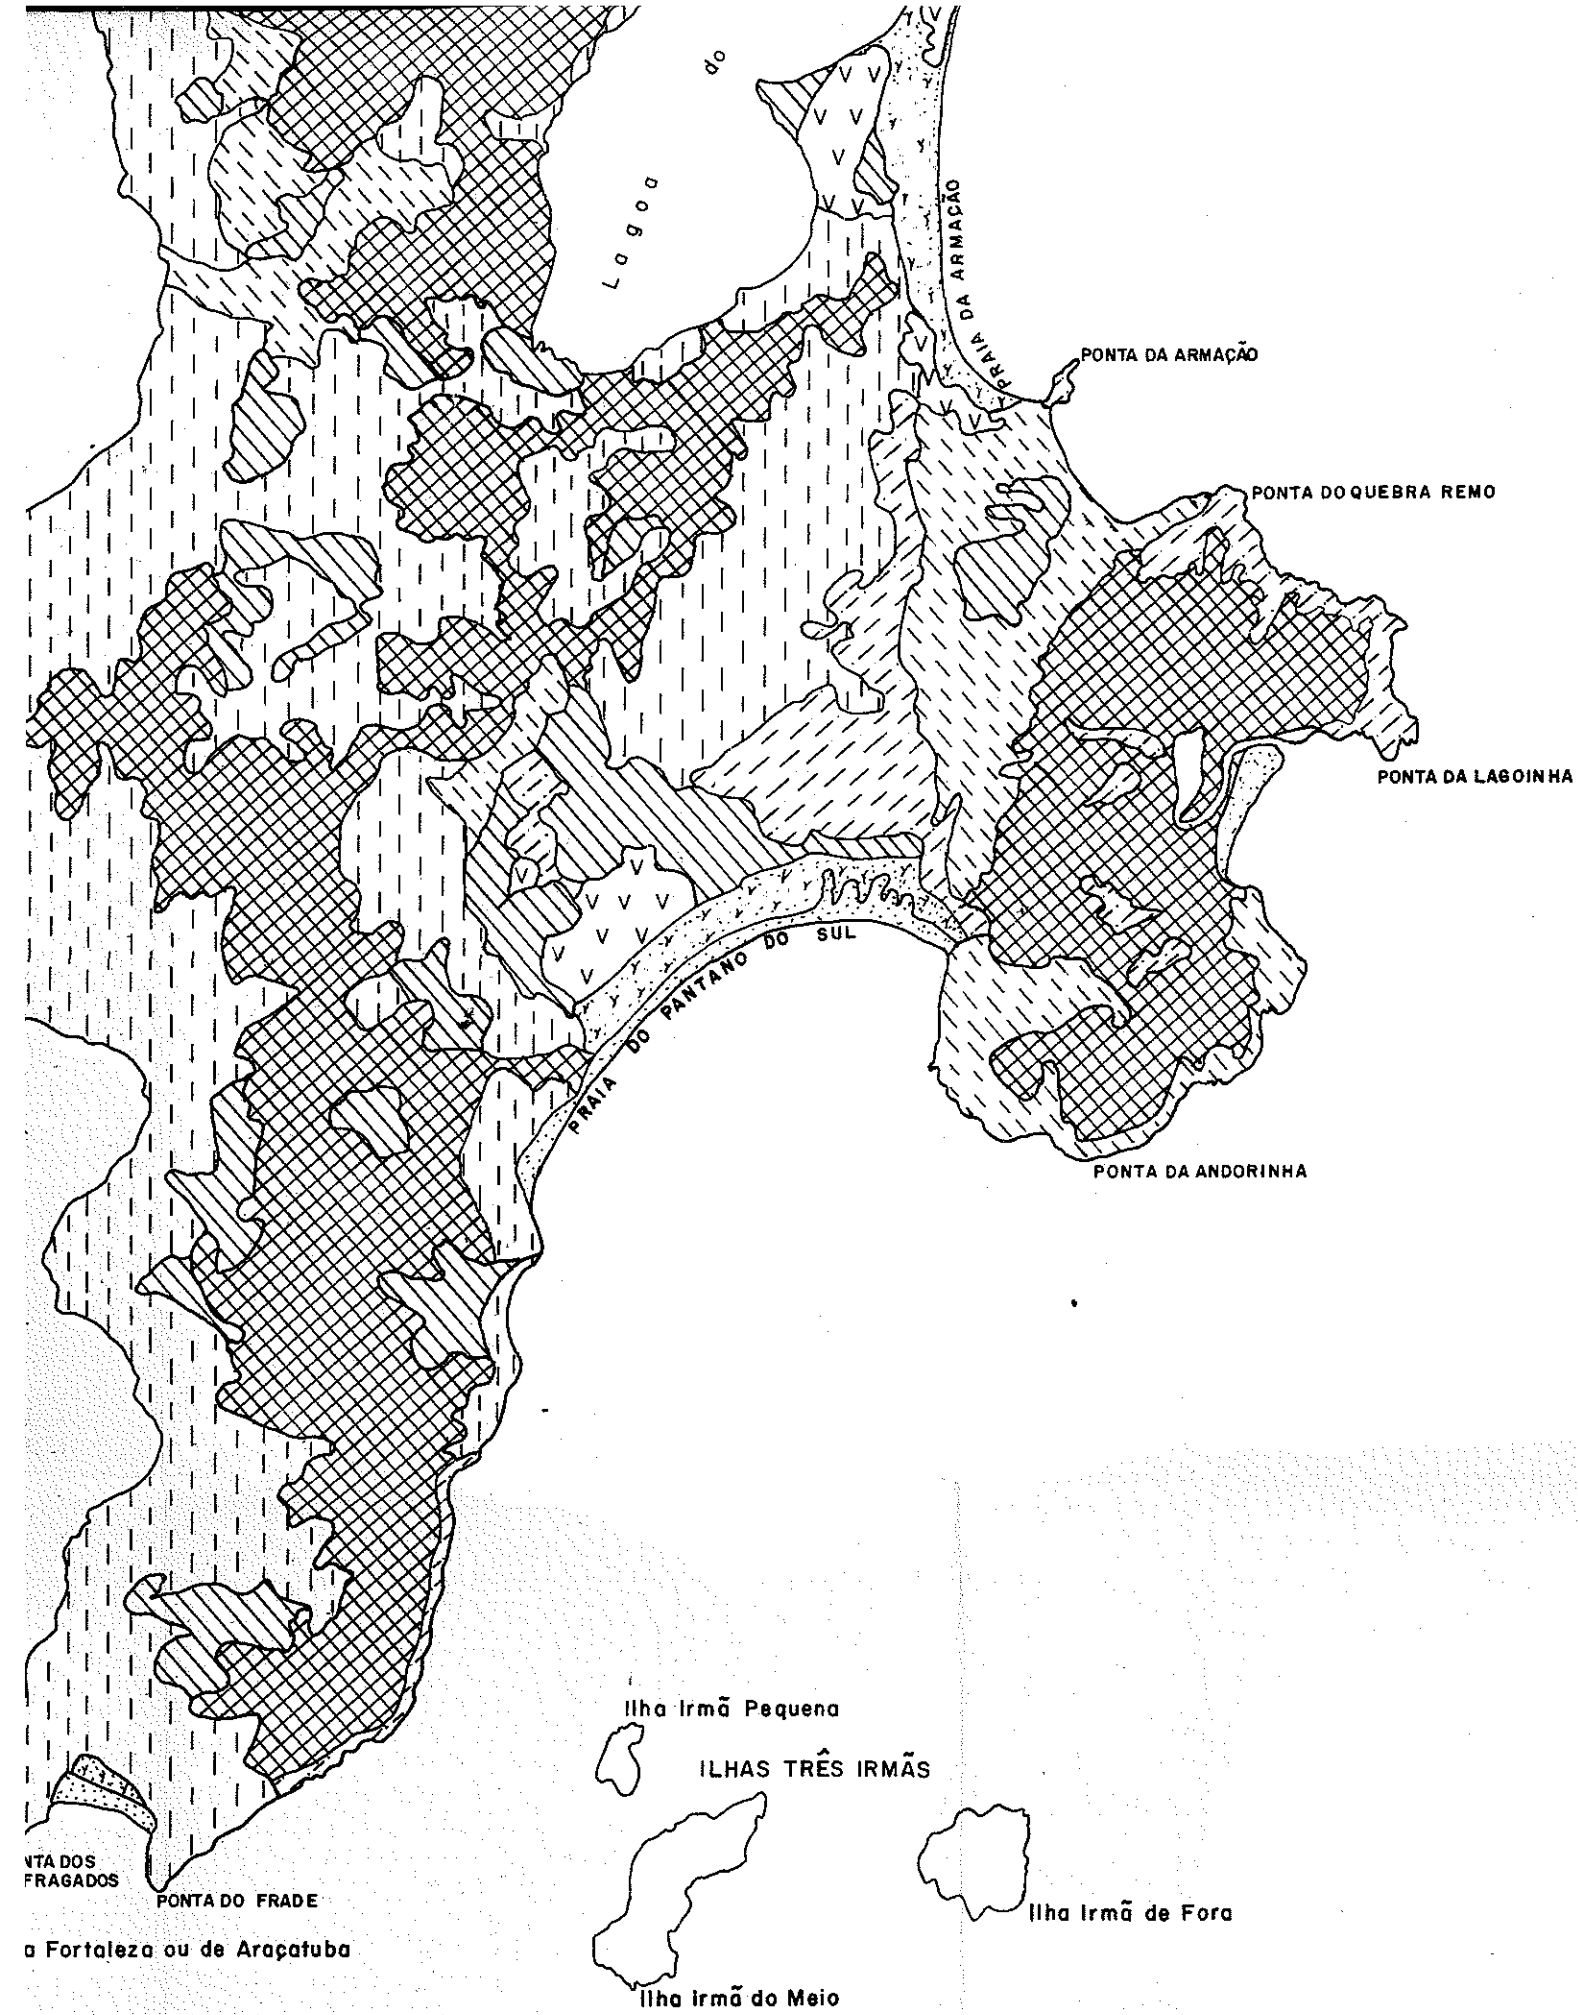 do
Lagoa
PRAIA DA ARMAÇÃO
PONTA DA ARMAÇÃO
PONTA DO QUEBRA REMO
PONTA DA LAGOINHA
PRAIA DO PANTANO DO SUL
PONTA DA ANDORINHA
Ilha Irmã Pequena
ILHAS TRÊS IRMÃS
NTA DOS
FRAGADOS
PONTA DO FRADE
Ilha Irmã de Fora
a Fortaleza ou de Araçatuba
Ilha Irmã do Meio